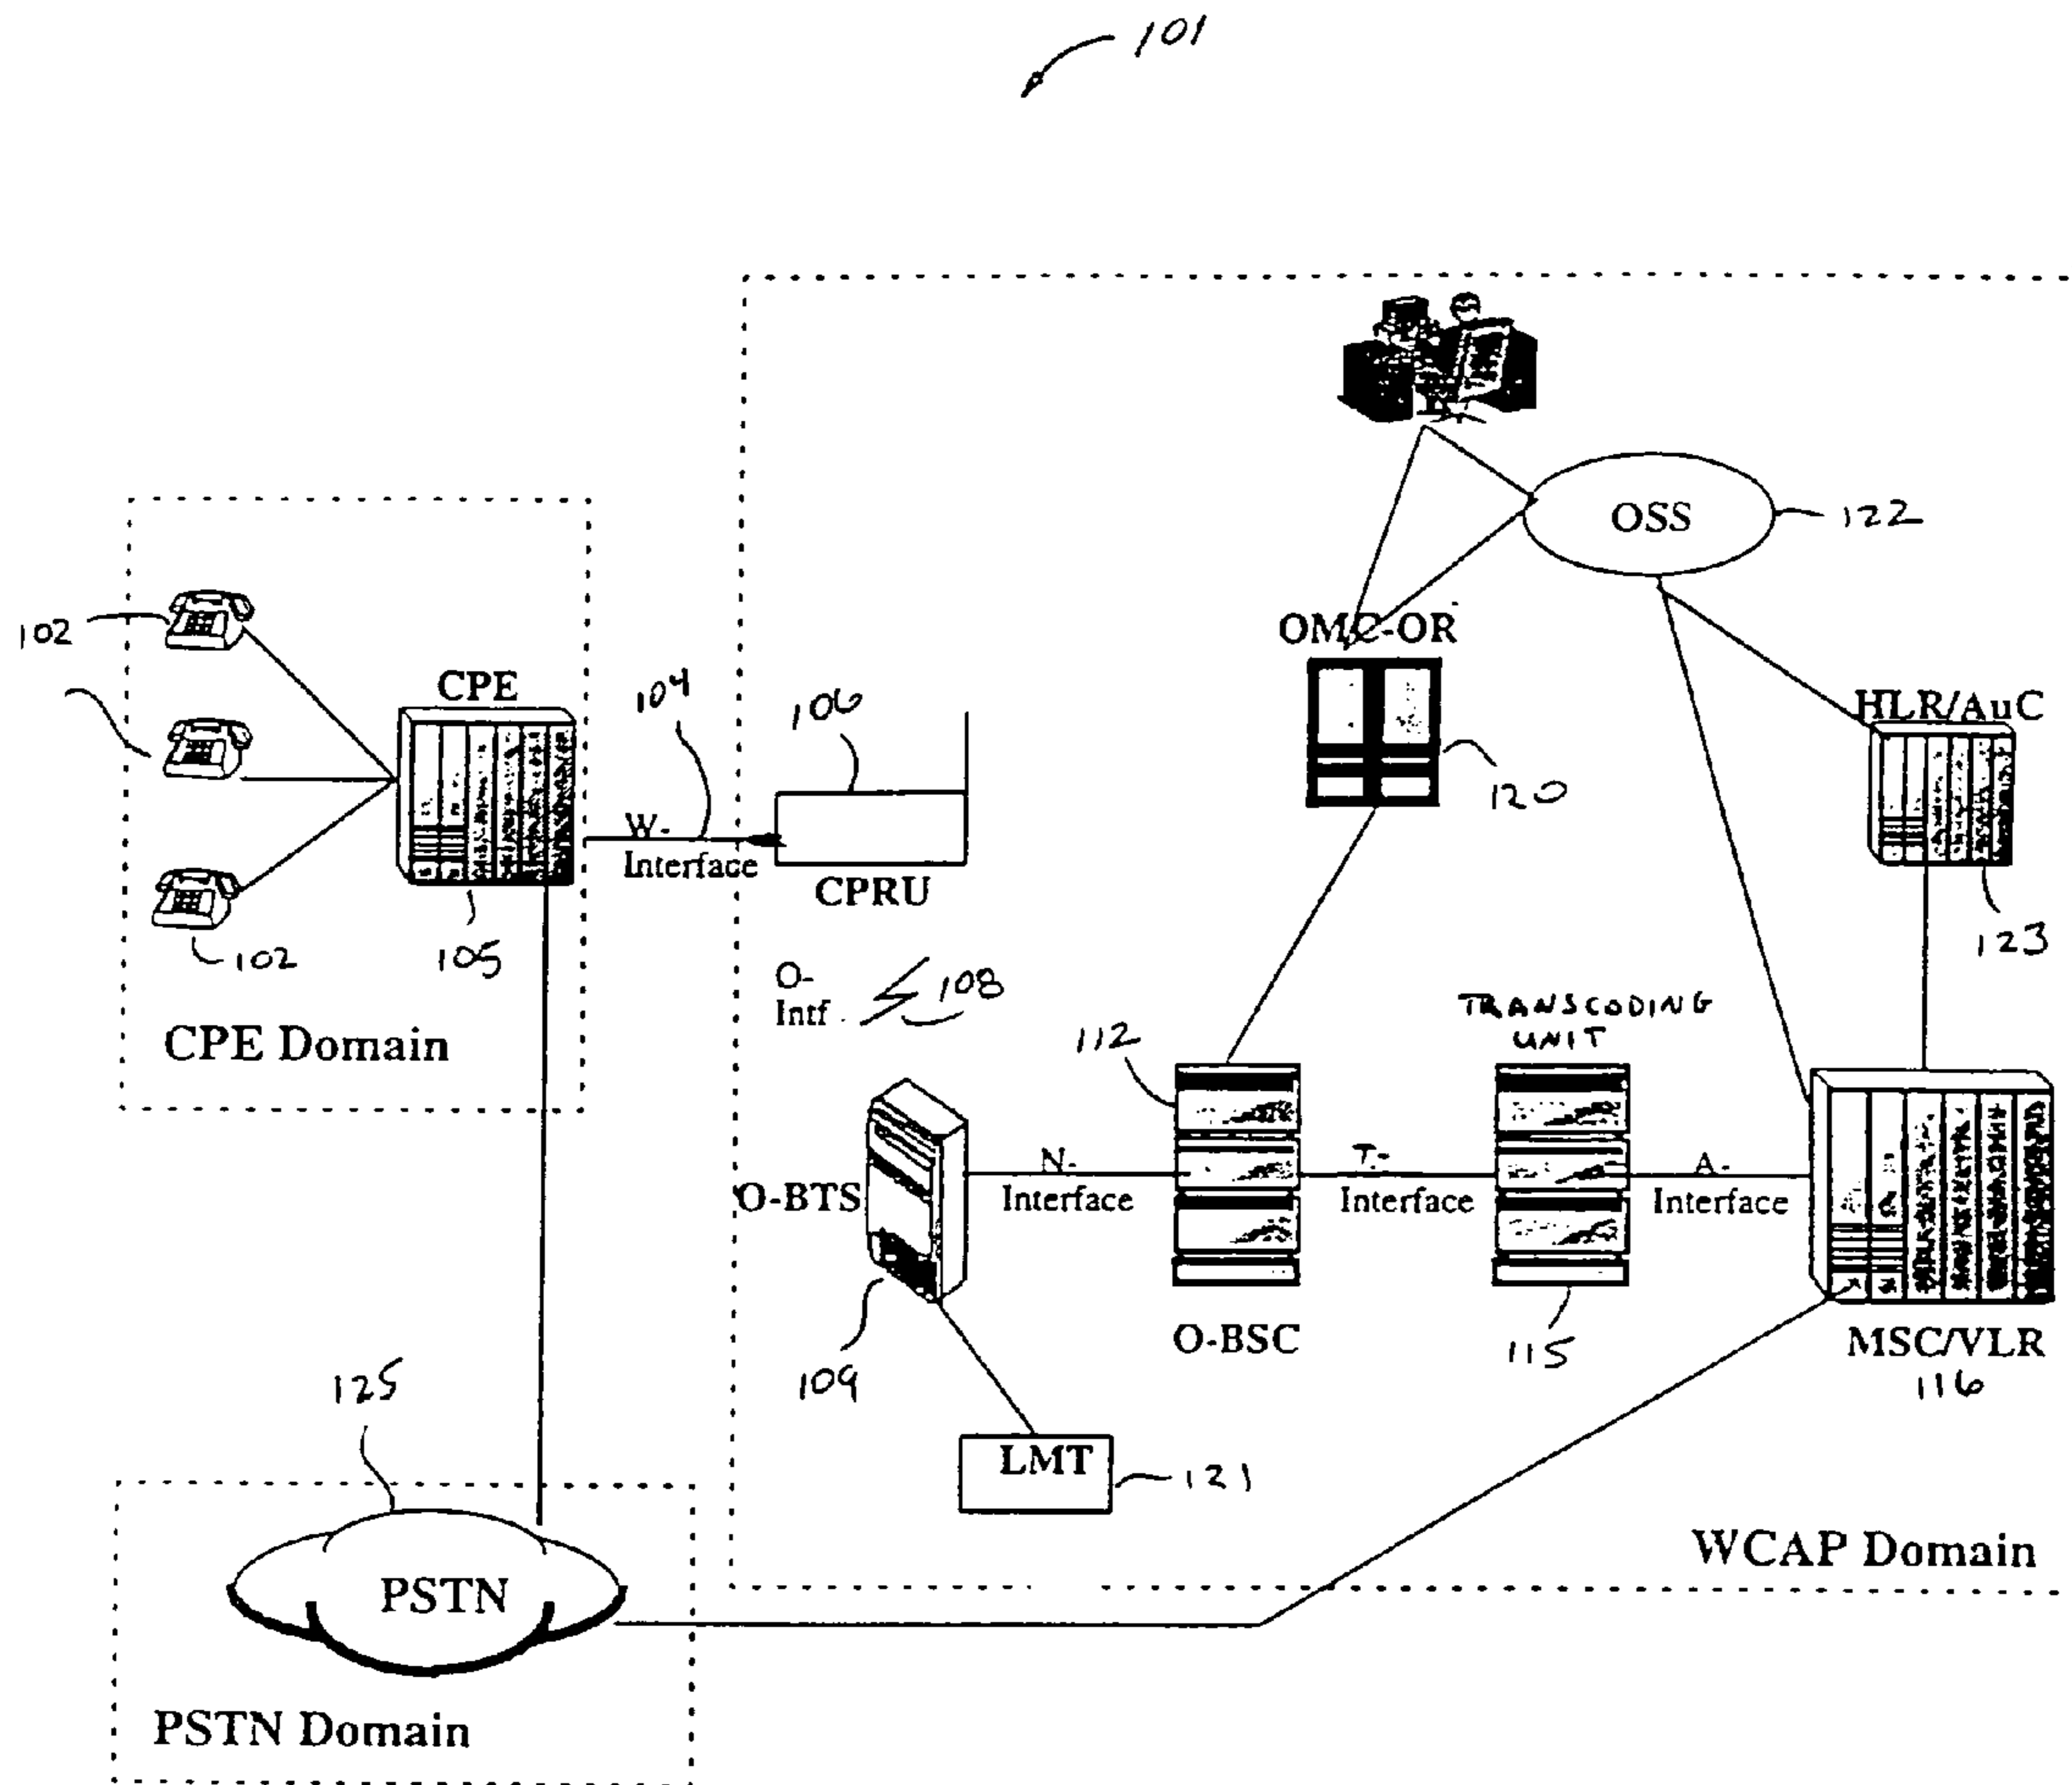 101
OSS
122
102
OMC-OR
CPE
104
106
HLR/AuC
120
W-
Interface
CPRU
102
105
123
O-
Intf
108
TRANSCODING
UNIT
CPE Domain
112
N-
Interface
T-
Interface
A-
Interface
O-BTS
O-BSC
115
MSC/VLR
116
109
125
LMT
121
WCAP Domain
PSTN
PSTN Domain